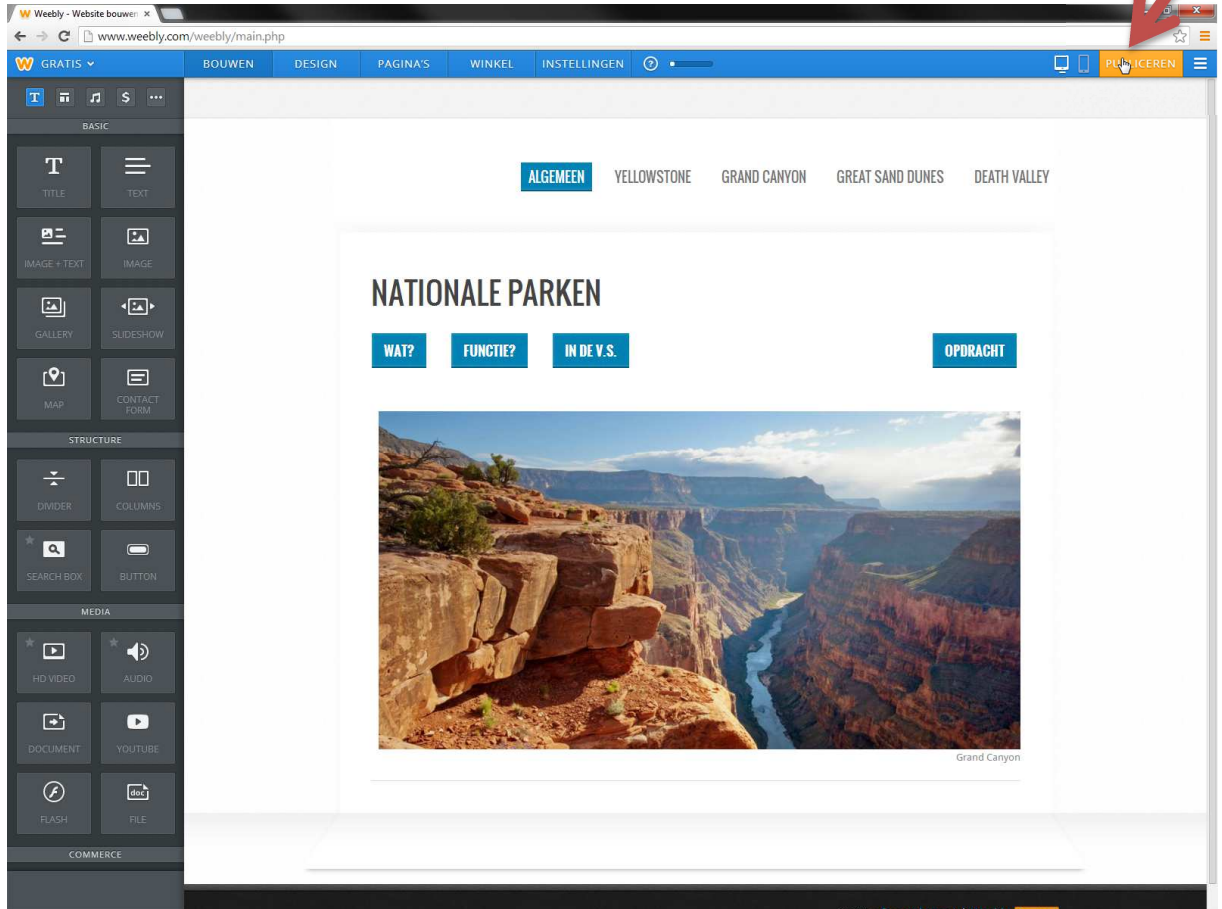 Weebly - Website bouwen
www.weebly.com/weebly/main.php
GRATIS BOUWEN DESIGN PAGINA'S WINKEL INSTELLINGEN ? PUBLICEREN
T $
BASIC
T
TITLE TEXT
IMAGE + TEXT IMAGE
GALLERY SLIDESHOW
MAP CONTACT FORM
STRUCTURE
DIVIDER COLUMNS
SEARCH BOX BUTTON
MEDIA
HD VIDEO AUDIO
DOCUMENT YOUTUBE
doc
FLASH FILE
COMMERCE
ALGEMEEN YELLOWSTONE GRAND CANYON GREAT SAND DUNES DEATH VALLEY
NATIONALE PARKEN
WAT? FUNCTIE? IN DE V.S. OPDRACHT
Grand Canyon